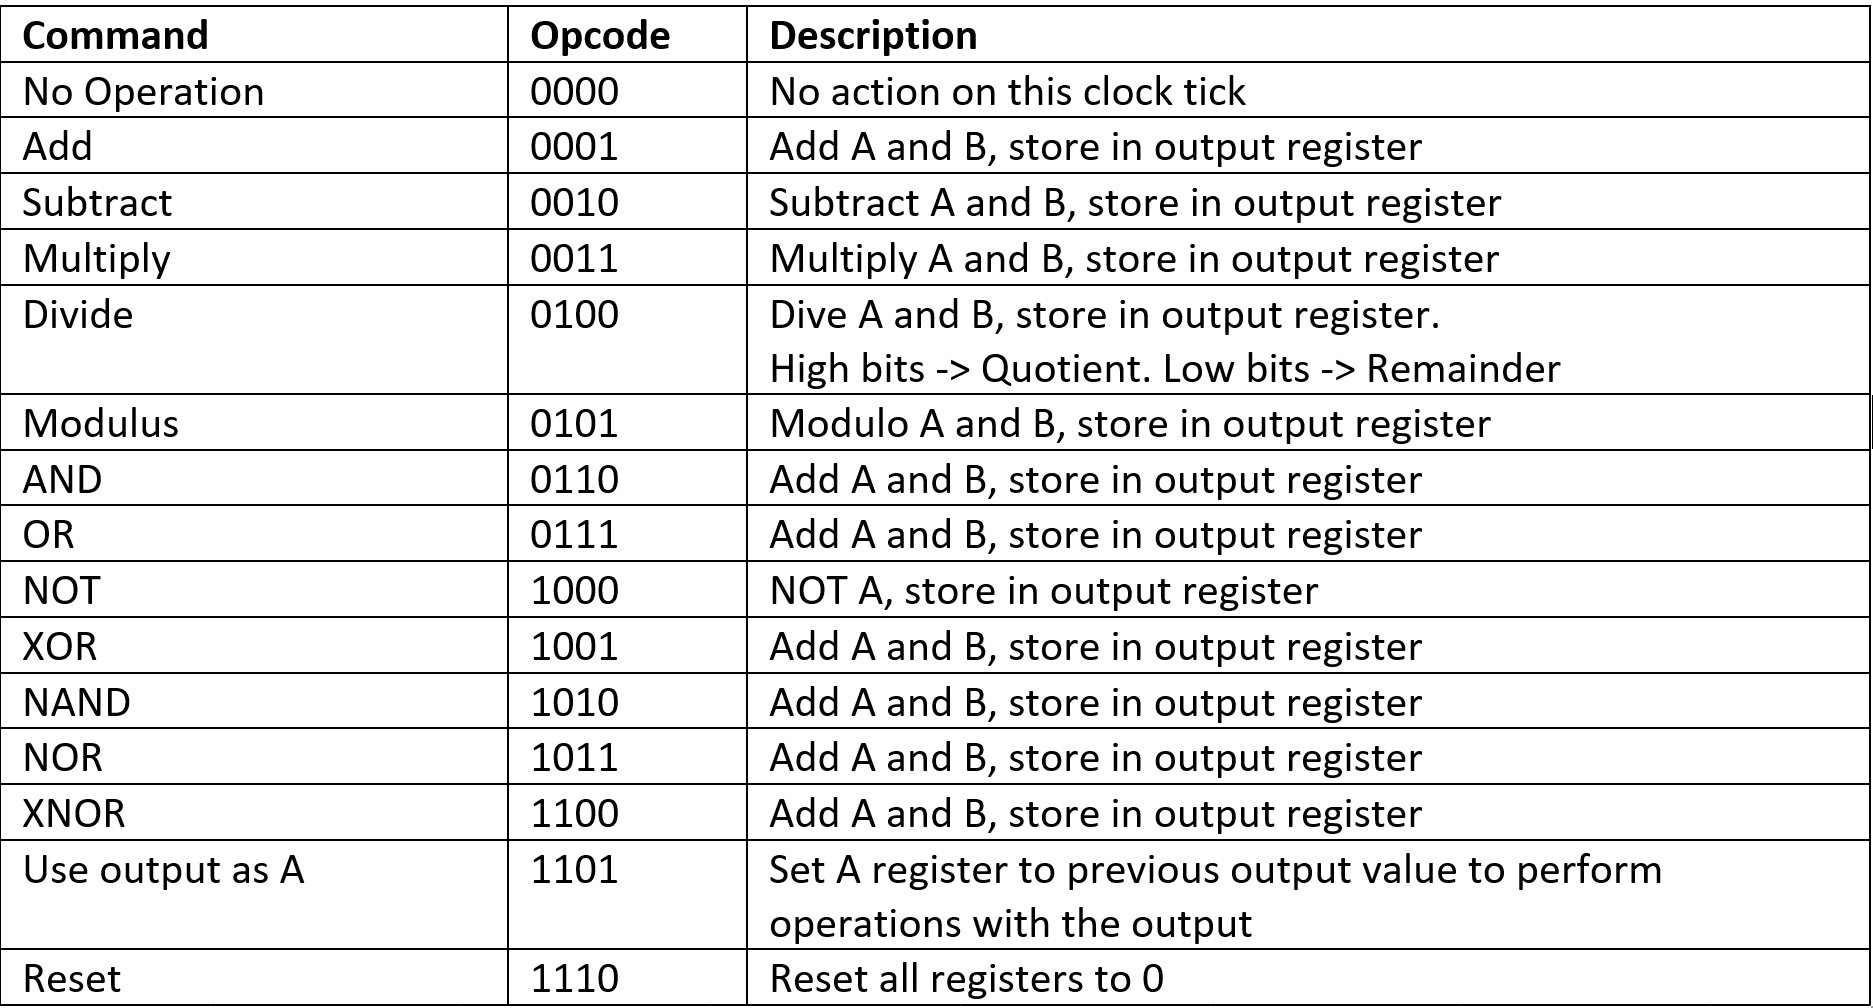 Command Opcode Description
No Operation 0000 No action on this clock tick
Add 0001 Add A and B, store in output register
Subtract 0010 Subtract A and B, store in output register
Multiply 0011 Multiply A and B, store in output register
Divide 0100 Dive A and B, store in output register.
High bits -> Quotient. Low bits -> Remainder
Modulus 0101 Modulo A and B, store in output register
AND 0110 Add A and B, store in output register
OR 0111 Add A and B, store in output register
NOT 1000 NOT A, store in output register
XOR 1001 Add A and B, store in output register
NAND 1010 Add A and B, store in output register
NOR 1011 Add A and B, store in output register
XNOR 1100 Add A and B, store in output register
Use output as A 1101 Set A register to previous output value to perform
operations with the output
Reset 1110 Reset all registers to 0